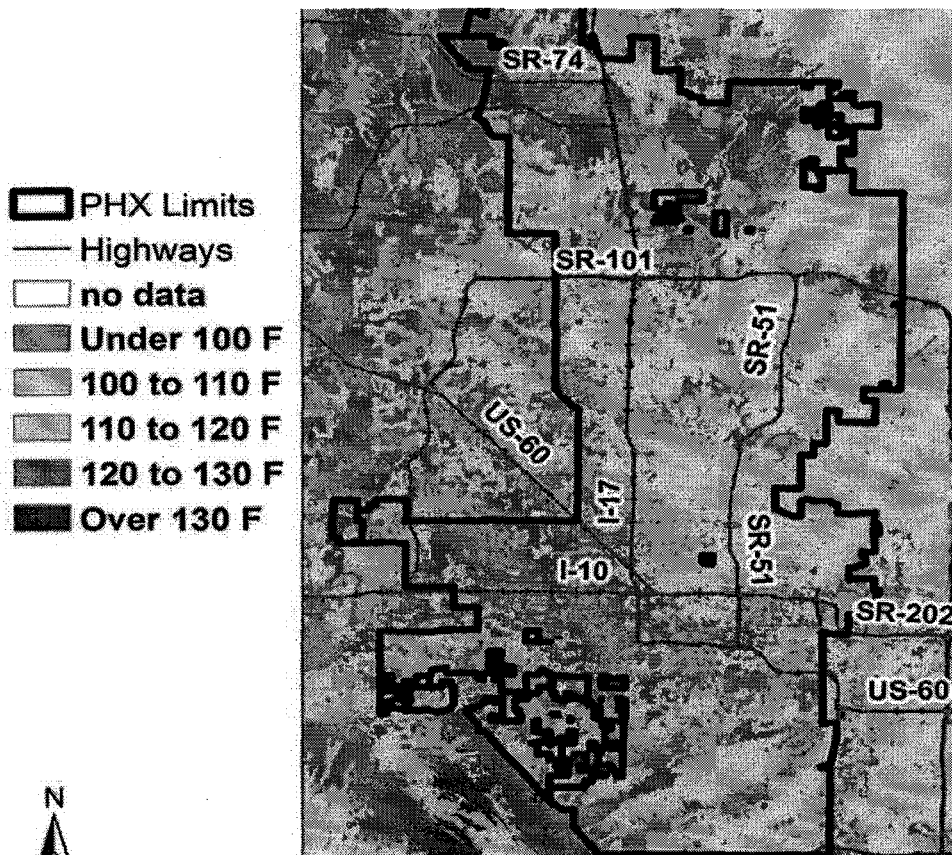 PHX Limits
Highways
no data
Under 100 F
100 to 110 F
110 to 120 F
120 to 130 F
Over 130 F
N
SR-74
SR-101
SR-51
US-60
I-17
I-10
SR-51
SR-202
US-60